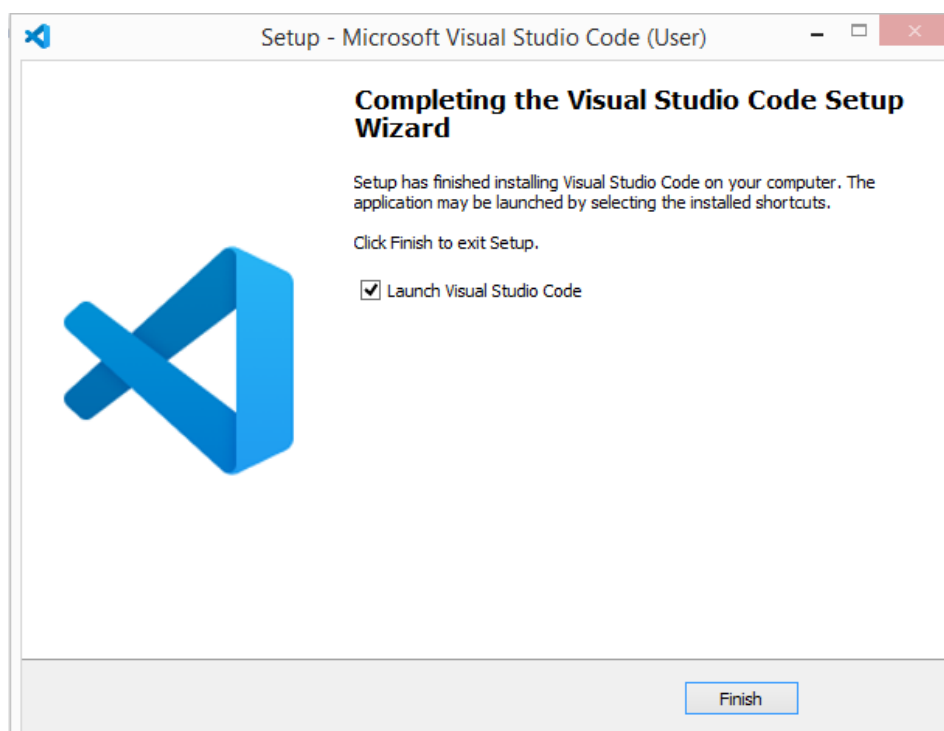 Setup - Microsoft Visual Studio Code (User)
Completing the Visual Studio Code Setup
Wizard
Setup has finished installing Visual Studio Code on your computer. The
application may be launched by selecting the installed shortcuts.
Click Finish to exit Setup.
Launch Visual Studio Code
Finish